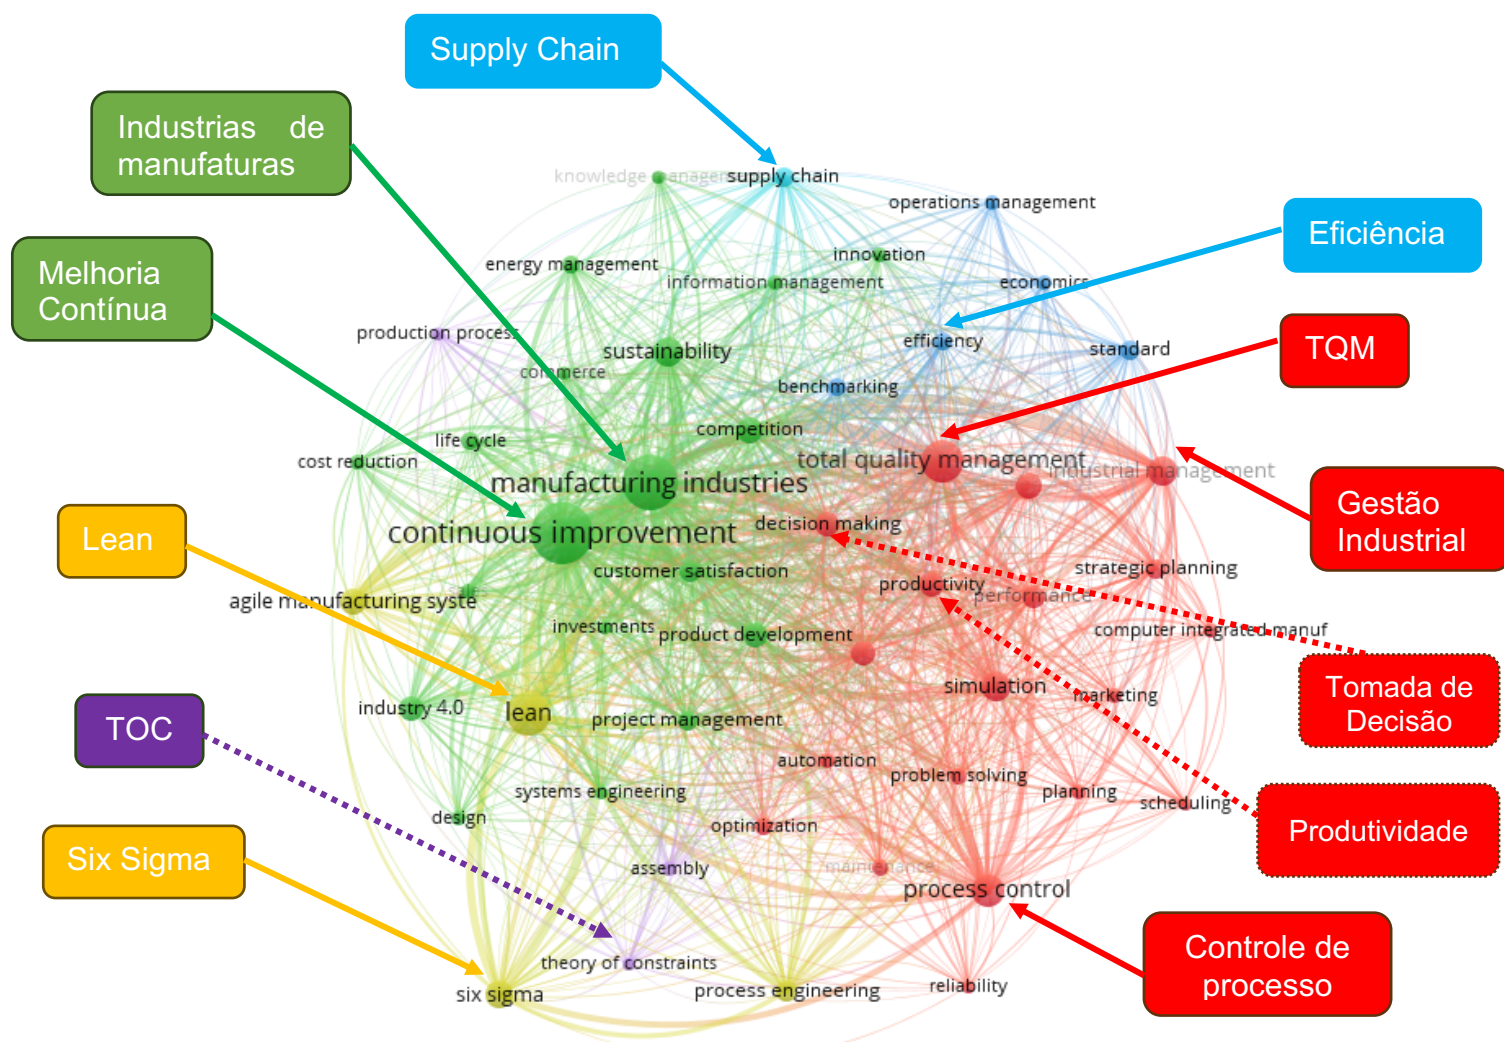 Supply Chain
Industrias de
manufaturas
knowledge management
supply chain
operations management
Eficiência
Melhoria
Contínua
energy management
innovation
information management
economics
production process
sustainability
efficiency
standard
TQM
commerce
benchmarking
life cycle
competition
cost reduction
total quality management
industrial management
manufacturing industries
Gestão
Industrial
Lean
continuous improvement
decision making
customer satisfaction
productivity
strategic planning
performance
agile manufacturing syste
investments
product development
computer integrated manuf
Tomada de
Decisão
TOC
industry 4.0
lean
project management
simulation
marketing
automation
problem solving
systems engineering
planning
scheduling
design
optimization
Produtividade
Six Sigma
assembly
maintenance
process control
theory of constraints
six sigma
process engineering
reliability
Controle de
processo